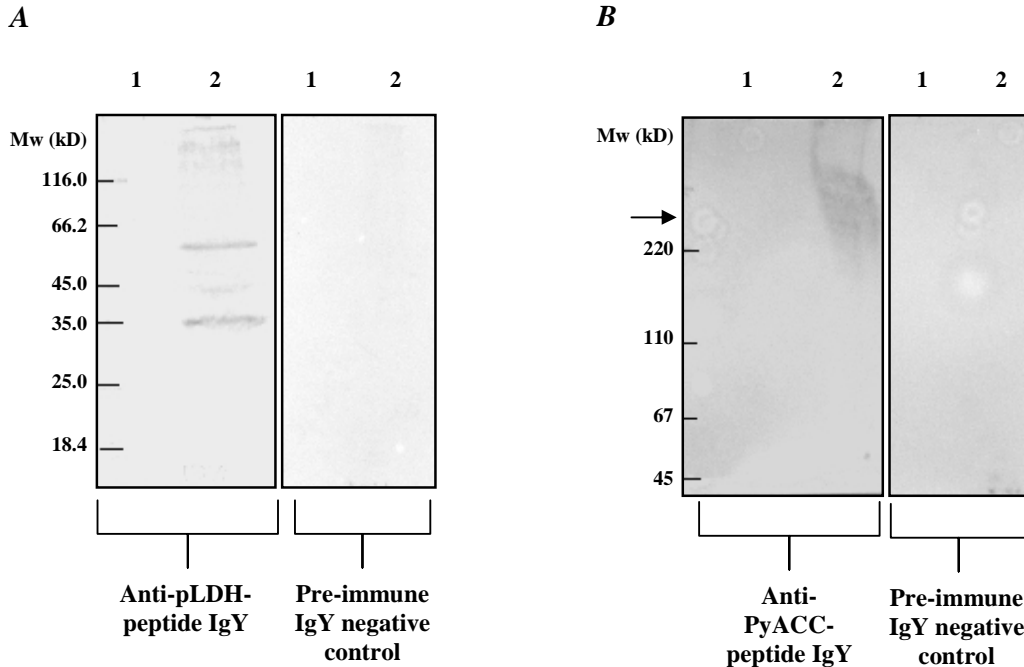 A
B
1 2 1 2
1 2 1 2
Mw (kD)
116.0
66.2
45.0
35.0
25.0
18.4
Mw (kD)
220
110
67
45
Anti-pLDH-
peptide IgY
Pre-immune
IgY negative
control
Anti-
PyACC-
peptide IgY
Pre-immune
IgY negative
control